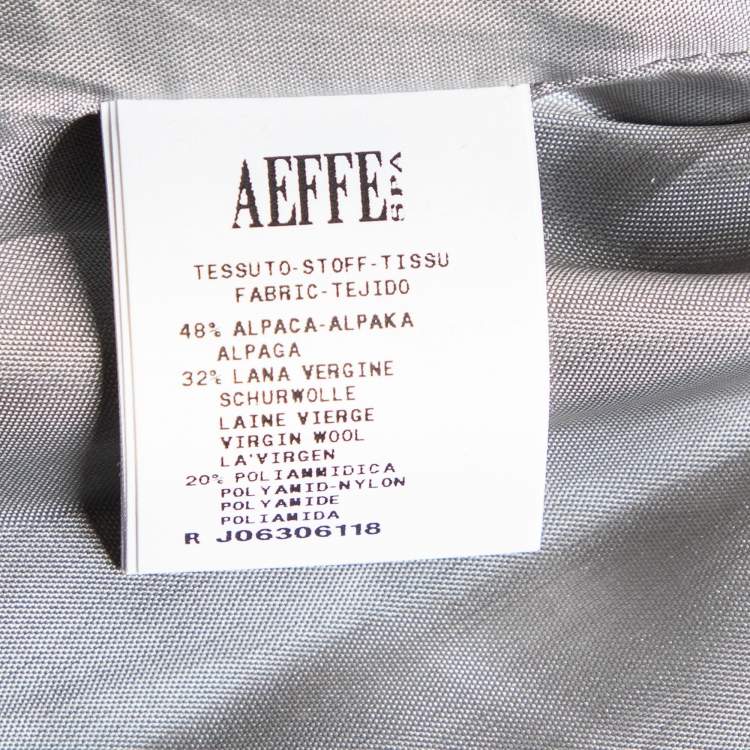 AEFFE SPA
TESSUTO-STOFF-TISSU
FABRIC-TEJIDO
48% ALPACA-ALPAKA
ALPAGA
32% LANA VERGINE
SCHURWOLLE
LAINE VIERGE
VIRGIN WOOL
LA'VIRGEN
20% POLIAMMIDICA
POLYAMID-NYLON
POLYAMIDE
POLIAMIDA
R J06306118